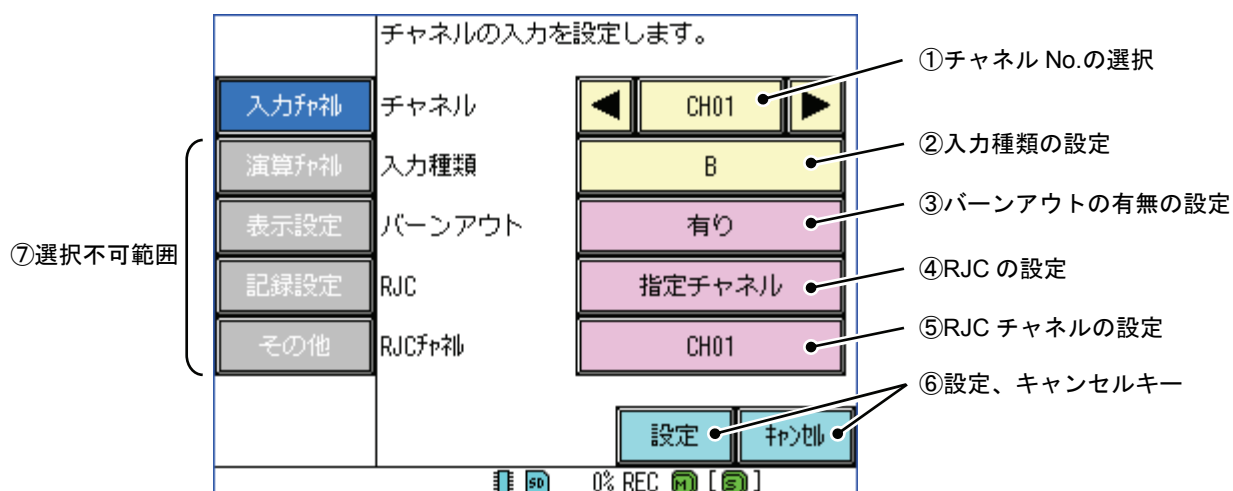 チャネルの入力を設定します。
入力ﾁｬﾈﾙ
チャネル
◀ CH01 ▶
①チャネル No.の選択
演算ﾁｬﾈﾙ
入力種類
B
②入力種類の設定
表示設定
バーンアウト
有り
③バーンアウトの有無の設定
⑦選択不可範囲
記録設定
RJC
指定チャネル
④RJC の設定
その他
RJCﾁｬﾈﾙ
CH01
⑤RJC チャネルの設定
設定
ｷｬﾝｾﾙ
⑥設定、キャンセルキー
SD 0% REC M [S]